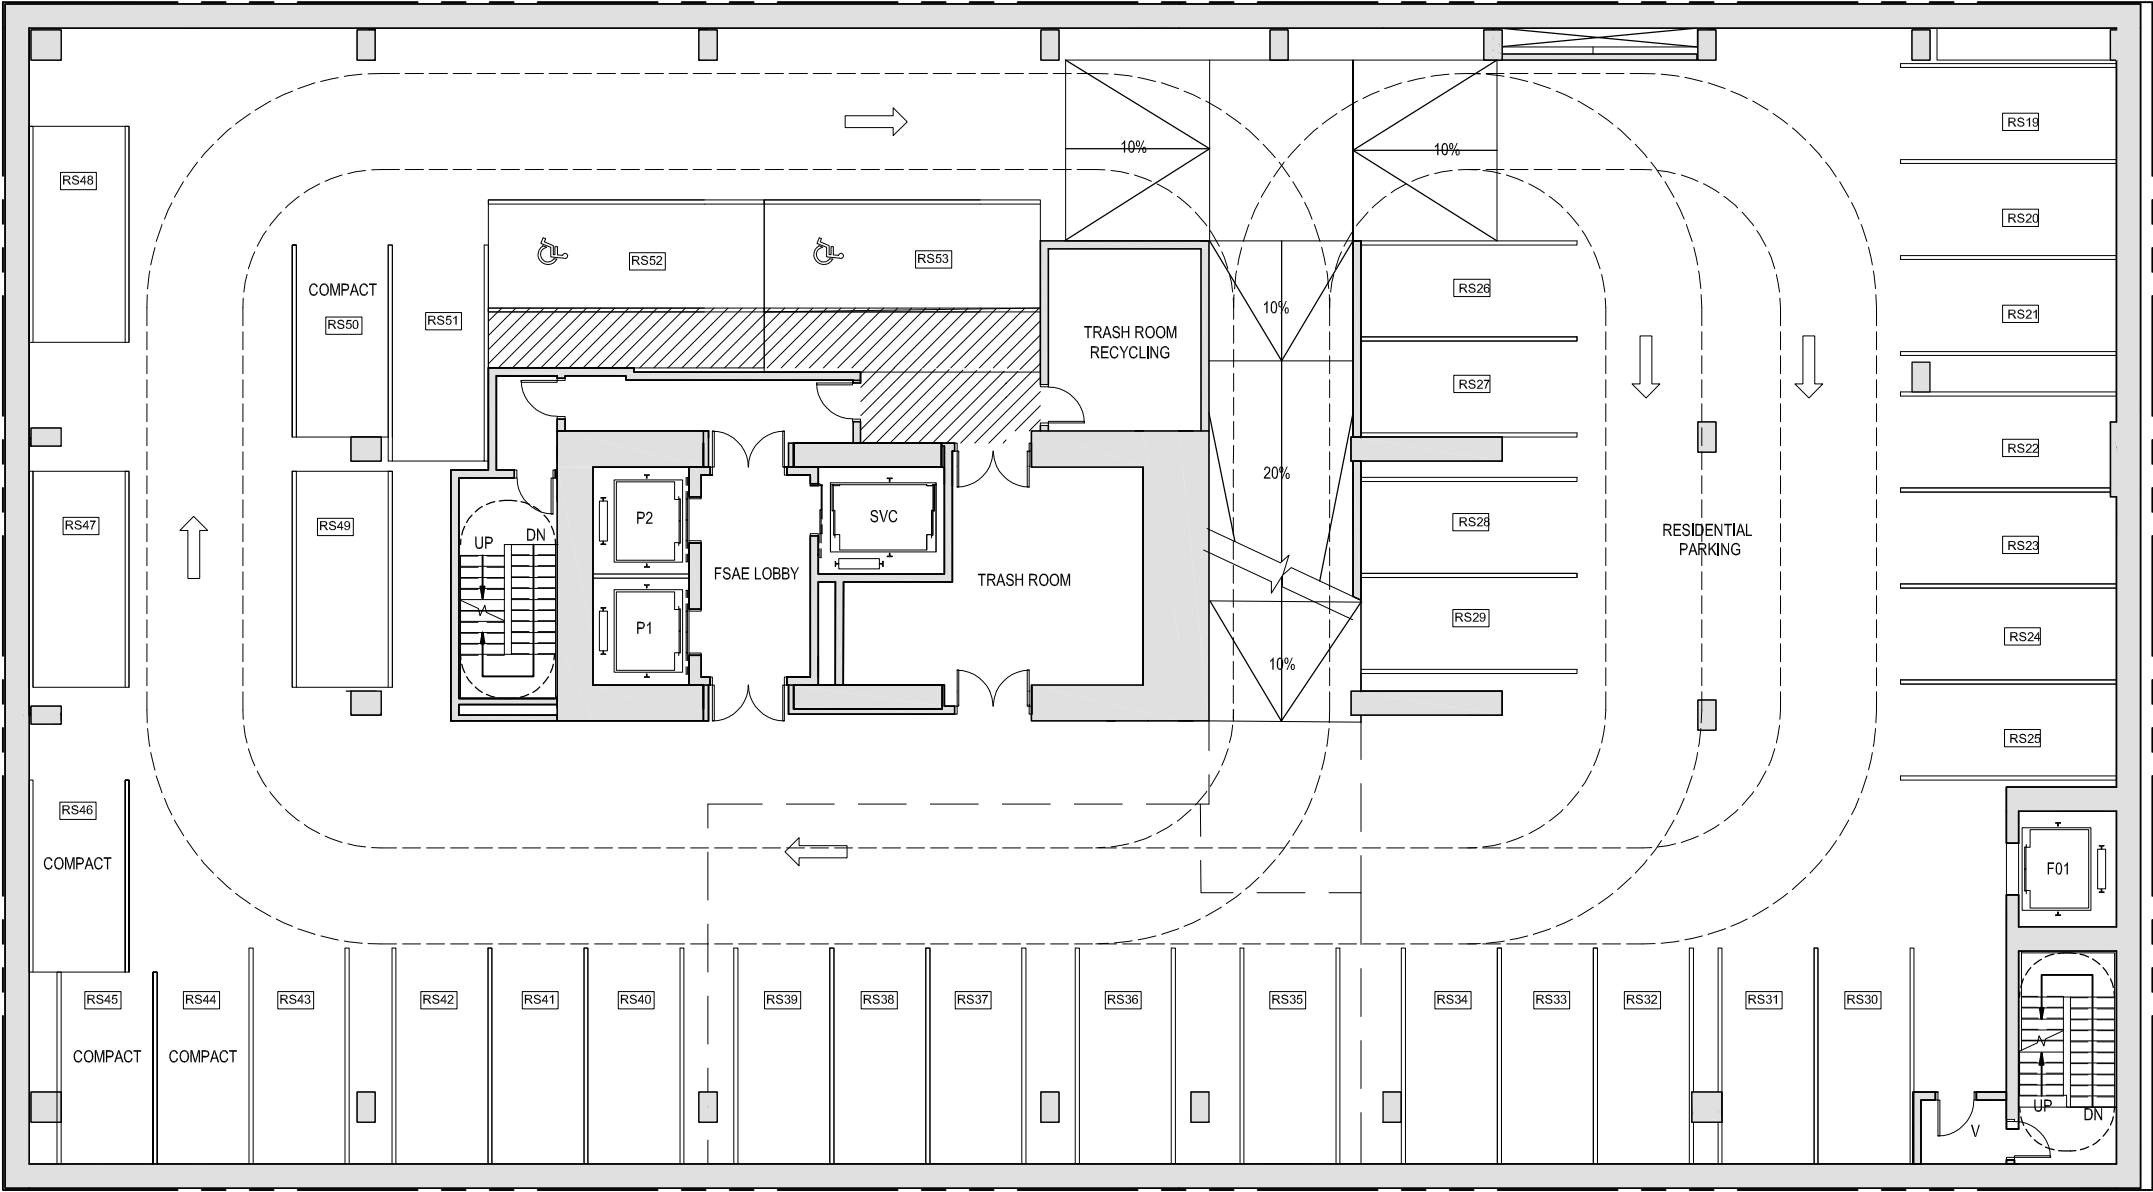 10%
10%
RS19
RS48
RS20
RS52
RS53
RS26
COMPACT
RS50
RS51
10%
RS21
TRASH ROOM
RECYCLING
RS27
RS22
20%
RS47
RS49
P2
SVC
RS28
RESIDENTIAL
PARKING
UP
DN
RS23
FSAE LOBBY
TRASH ROOM
P1
RS29
RS24
10%
RS25
RS46
COMPACT
F01
RS45
RS44
RS43
RS42
RS41
RS40
RS39
RS38
RS37
RS36
RS35
RS34
RS33
RS32
RS31
RS30
COMPACT
COMPACT
UP
DN
V